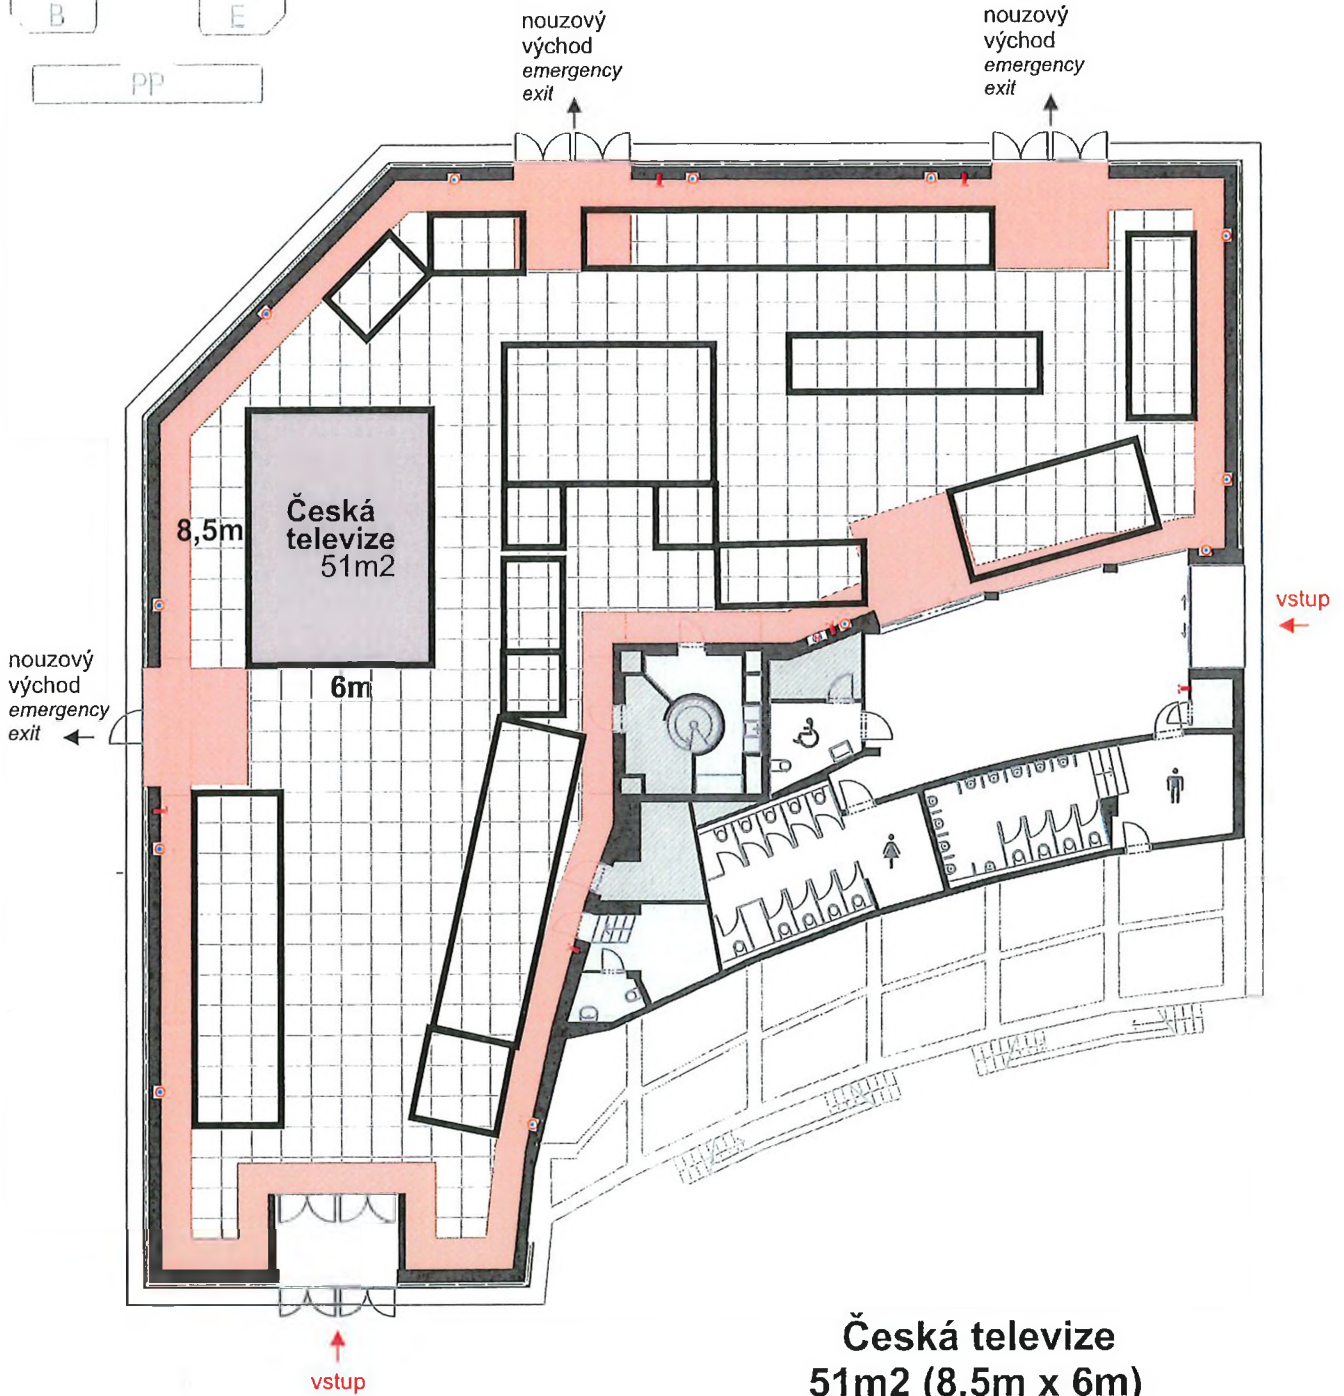 B
E
PP
nouzový
východ
emergency
exit
nouzový
východ
emergency
exit
8,5m
Česká
televize
51m2
6m
nouzový
východ
emergency
exit
vstup
vstup
Česká televize
51m2 (8.5m x 6m)